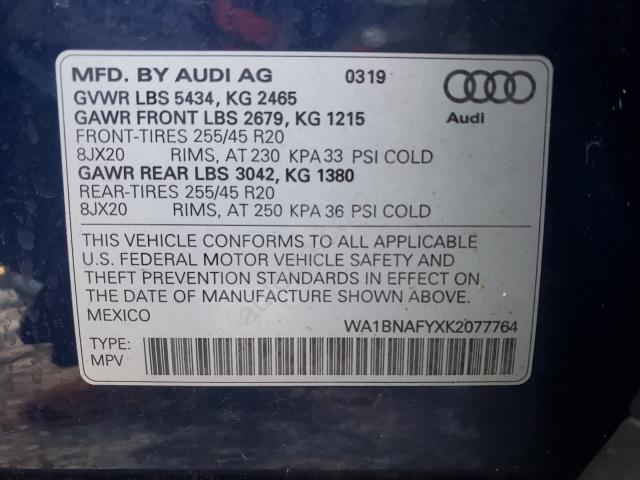 MFD. BY AUDI AG 0319
GVWR LBS 5434, KG 2465
GAWR FRONT LBS 2679, KG 1215
Audi
FRONT-TIRES 255/45 R20
8JX20 RIMS, AT 230 KPA 33 PSI COLD
GAWR REAR LBS 3042, KG 1380
REAR-TIRES 255/45 R20
8JX20 RIMS, AT 250 KPA 36 PSI COLD
THIS VEHICLE CONFORMS TO ALL APPLICABLE
U.S. FEDERAL MOTOR VEHICLE SAFETY AND
THEFT PREVENTION STANDARDS IN EFFECT ON
THE DATE OF MANUFACTURE SHOWN ABOVE.
MEXICO
WA1BNAFYXK2077764
TYPE:
MPV